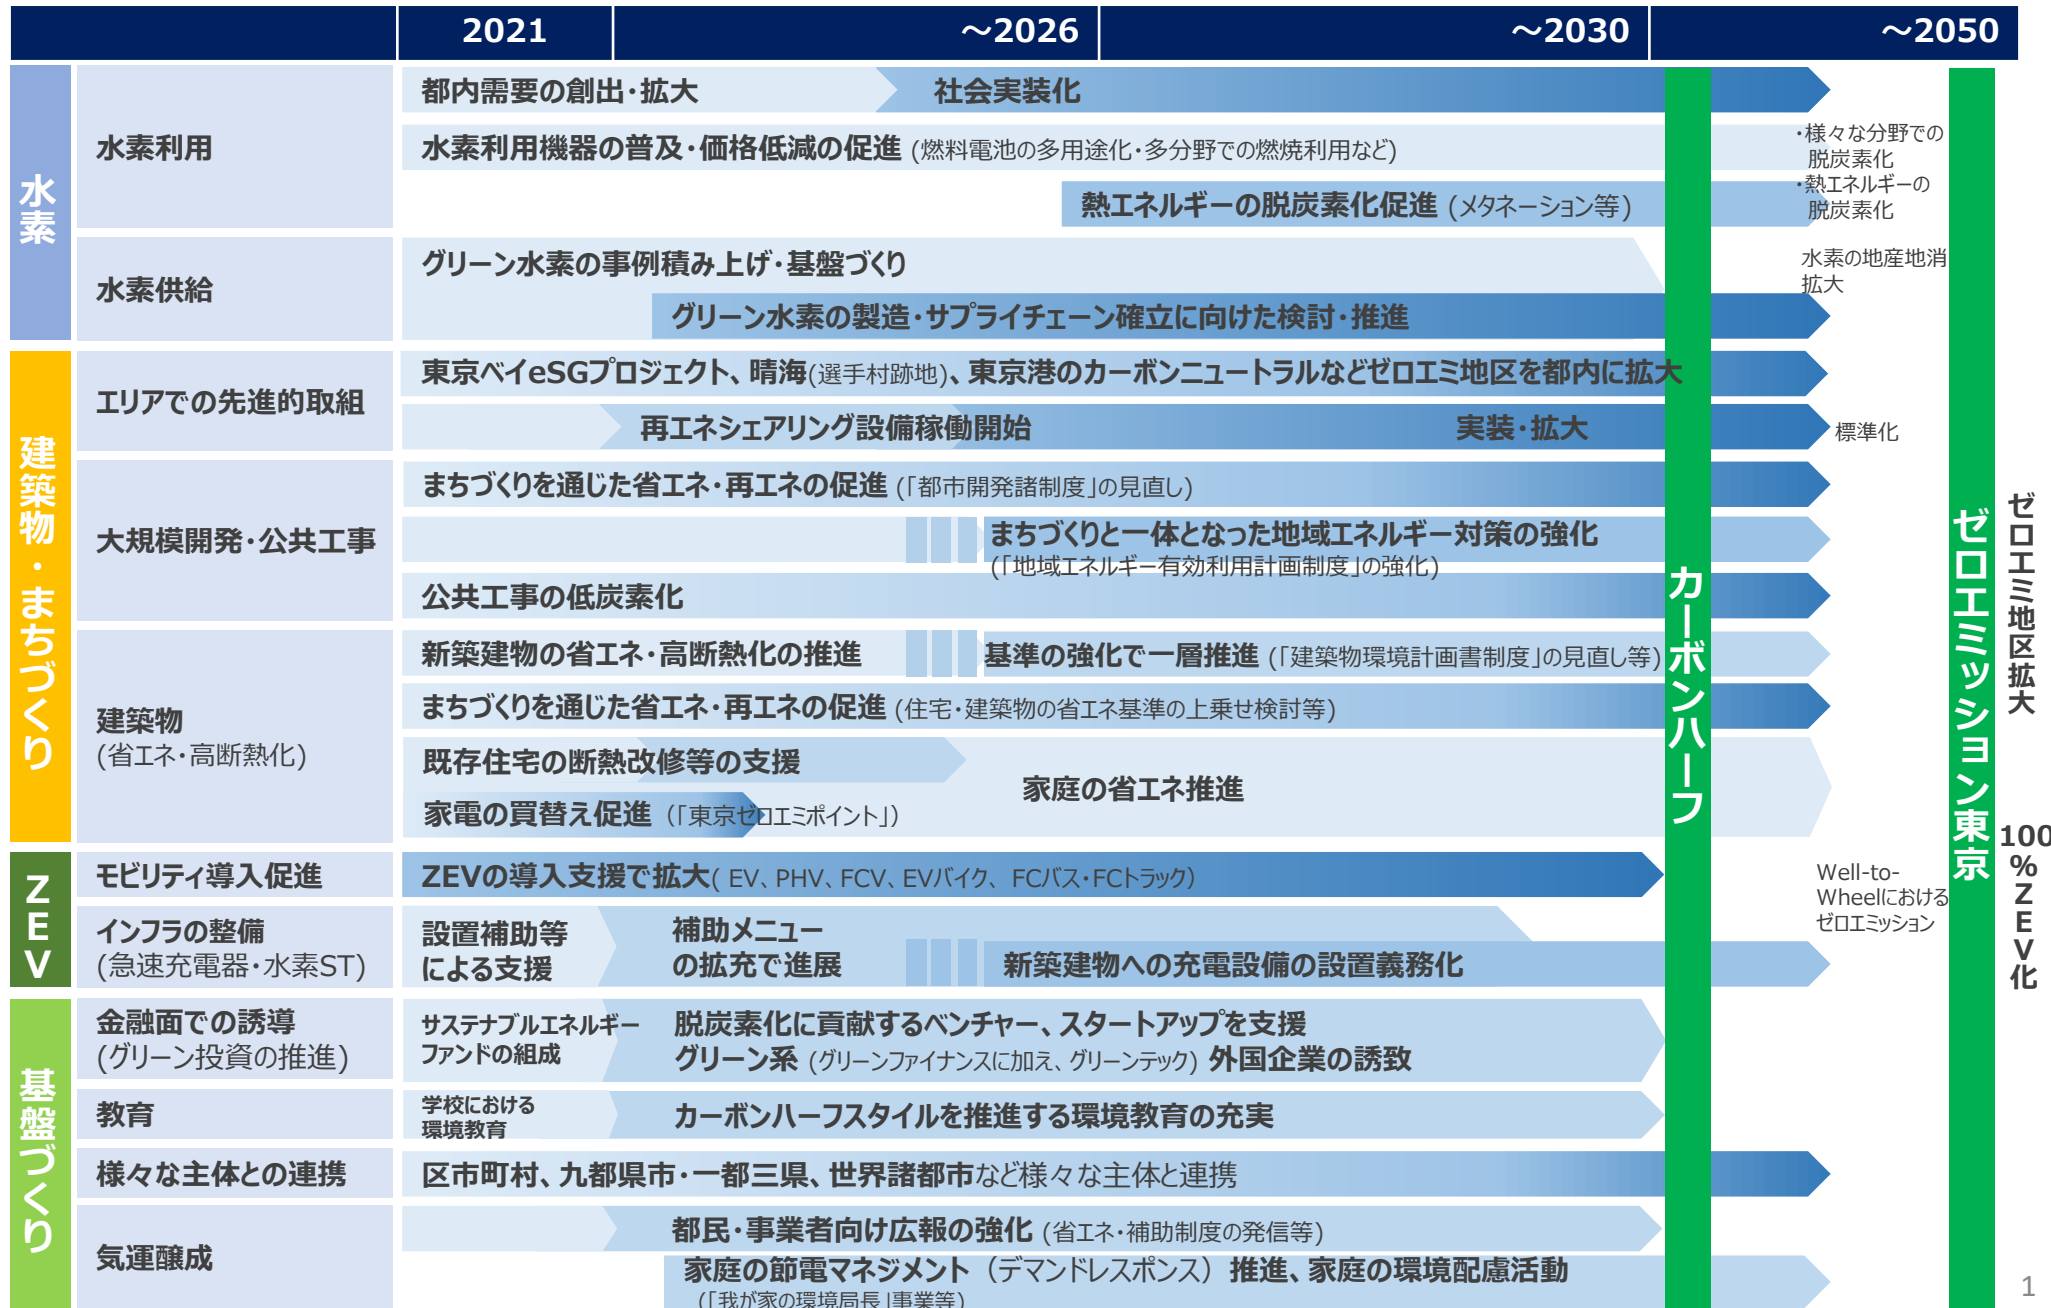 2021
～2026
～2030
～2050
水素
水素利用
都内需要の創出・拡大
社会実装化
水素利用機器の普及・価格低減の促進 (燃料電池の多用途化・多分野での燃焼利用など)
熱エネルギーの脱炭素化促進 (メタネーション等)
・様々な分野での
脱炭素化
・熱エネルギーの
脱炭素化
水素供給
グリーン水素の事例積み上げ・基盤づくり
グリーン水素の製造・サプライチェーン確立に向けた検討・推進
水素の地産地消
拡大
建築物・まちづくり
エリアでの先進的取組
東京ベイeSGプロジェクト、晴海(選手村跡地)、東京港のカーボンニュートラルなどゼロエミ地区を都内に拡大
再エネシェアリング設備稼働開始
実装・拡大
標準化
大規模開発・公共工事
まちづくりを通じた省エネ・再エネの促進 (「都市開発諸制度」の見直し)
まちづくりと一体となった地域エネルギー対策の強化
(「地域エネルギー有効利用計画制度」の強化)
公共工事の低炭素化
建築物
(省エネ・高断熱化)
新築建物の省エネ・高断熱化の推進
基準の強化で一層推進 (「建築物環境計画書制度」の見直し等)
まちづくりを通じた省エネ・再エネの促進 (住宅・建築物の省エネ基準の上乗せ検討等)
既存住宅の断熱改修等の支援
家庭の省エネ推進
家電の買替え促進 (「東京ゼロエミポイント」)
ZEV
モビリティ導入促進
ZEVの導入支援で拡大( EV、PHV、FCV、EVバイク、 FCバス・FCトラック)
Well-to-
Wheelにおける
ゼロエミッション
インフラの整備
(急速充電器・水素ST)
設置補助等
による支援
補助メニュー
の拡充で進展
新築建物への充電設備の設置義務化
基盤づくり
金融面での誘導
(グリーン投資の推進)
サステナブルエネルギー
ファンドの組成
脱炭素化に貢献するベンチャー、スタートアップを支援
グリーン系 (グリーンファイナンスに加え、グリーンテック) 外国企業の誘致
教育
学校における
環境教育
カーボンハーフスタイルを推進する環境教育の充実
様々な主体との連携
区市町村、九都県市・一都三県、世界諸都市など様々な主体と連携
気運醸成
都民・事業者向け広報の強化 (省エネ・補助制度の発信等)
家庭の節電マネジメント（デマンドレスポンス）推進、家庭の環境配慮活動
(「我が家の環境局長」事業等)
カーボンハーフ
ゼロエミッション東京
ゼロエミ地区拡大
100%ZEV化
1